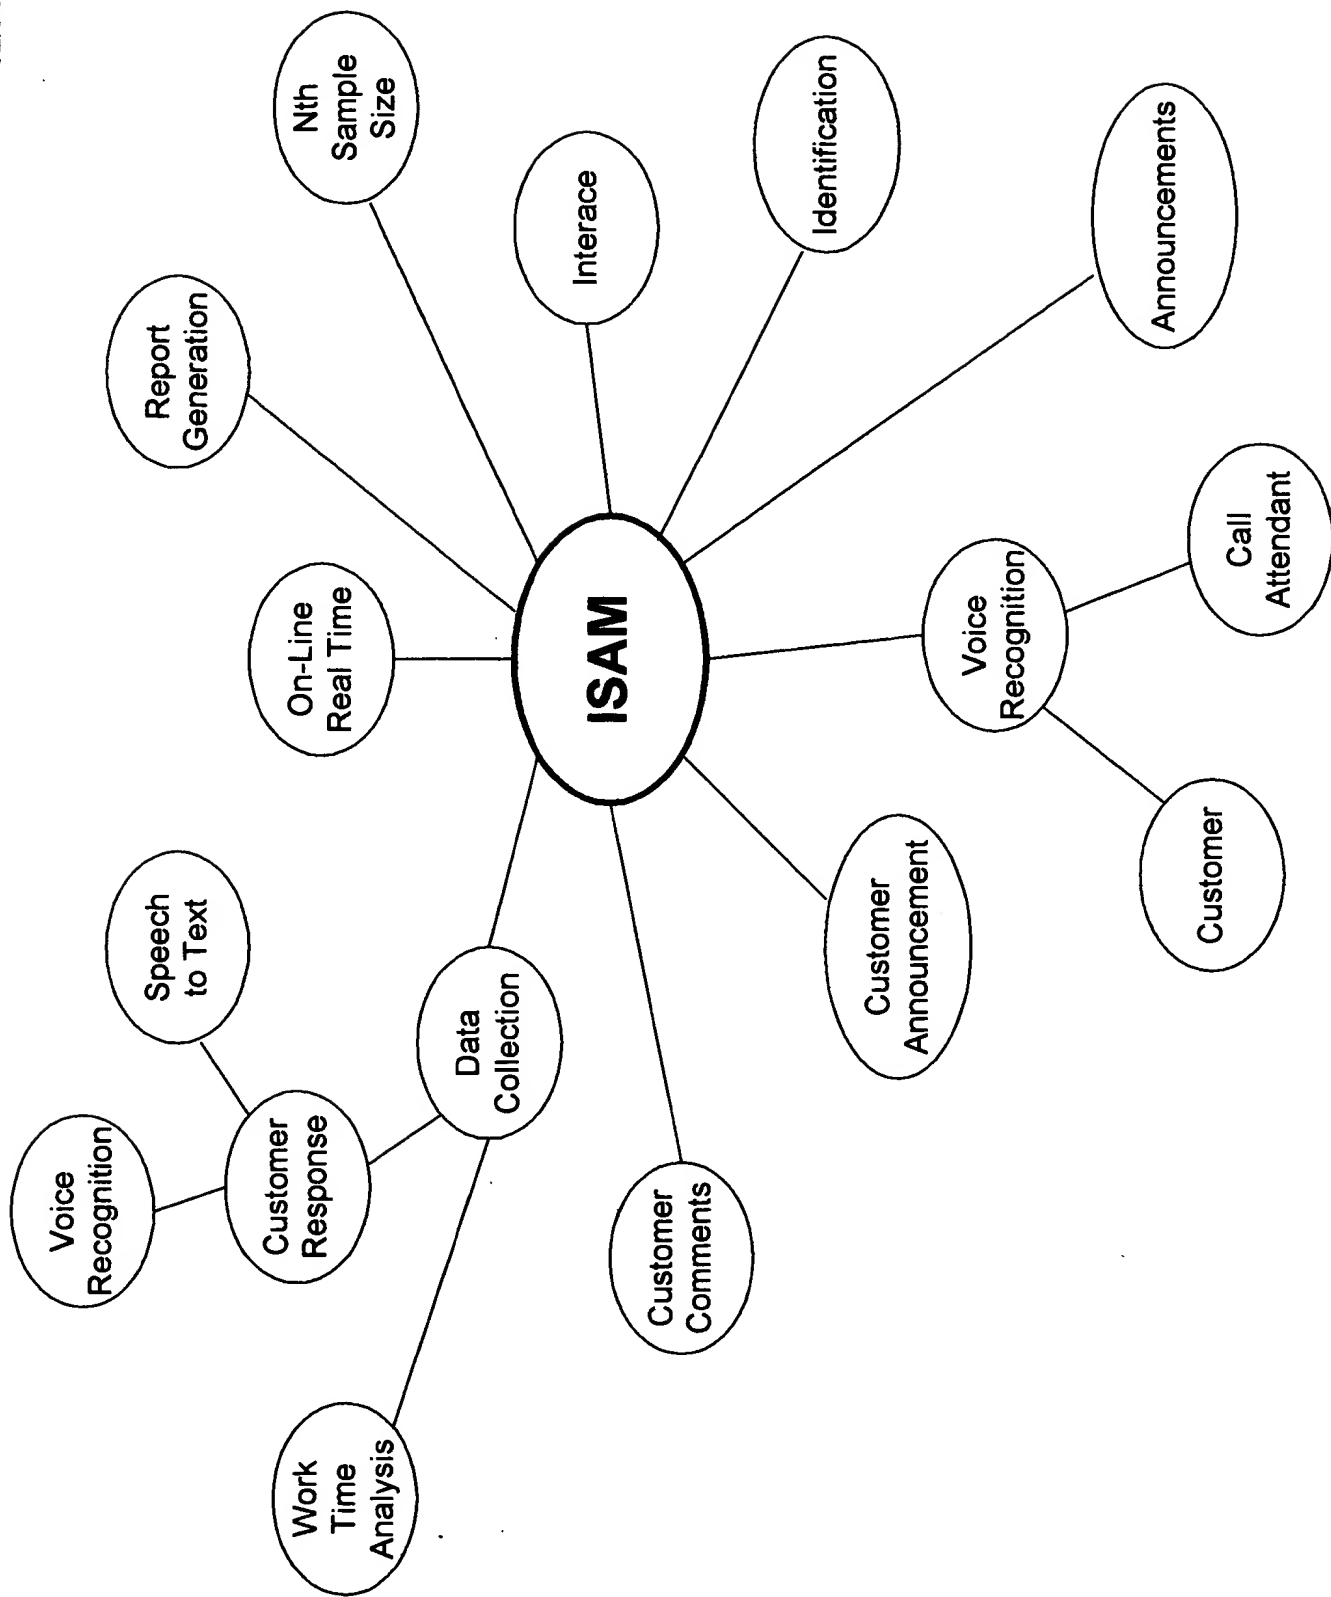 Voice
Recognition
Speech
to Text
Customer
Response
Work
Time
Analysis
Data
Collection
On-Line
Real Time
Report
Generation
Nth
Sample
Size
ISAM
Interace
Identification
Announcements
Customer
Comments
Customer
Announcement
Voice
Recognition
Customer
Call
Attendant